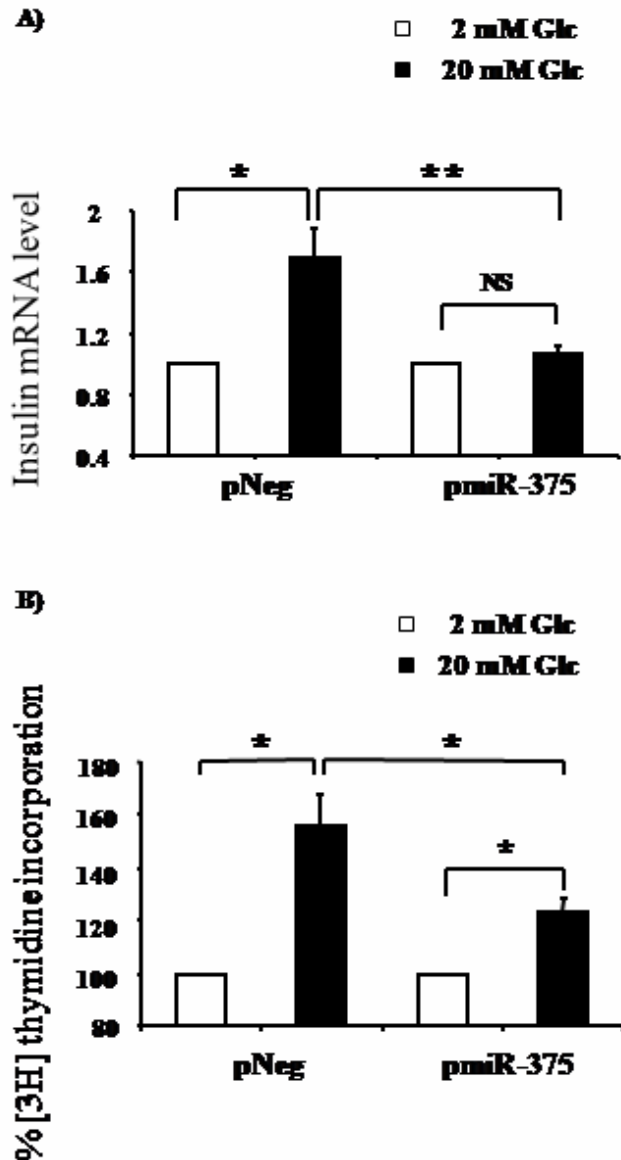 A)
2 mM Glc
20 mM Glc
* **
Insulin mRNA level
2
1.6
NS
1.2
0.8
0.4
pNeg pmiR-375
B)
2 mM Glc
20 mM Glc
% [3H] thymidine incorporation
* *
180
160
*
140
120
100
80
pNeg pmiR-375